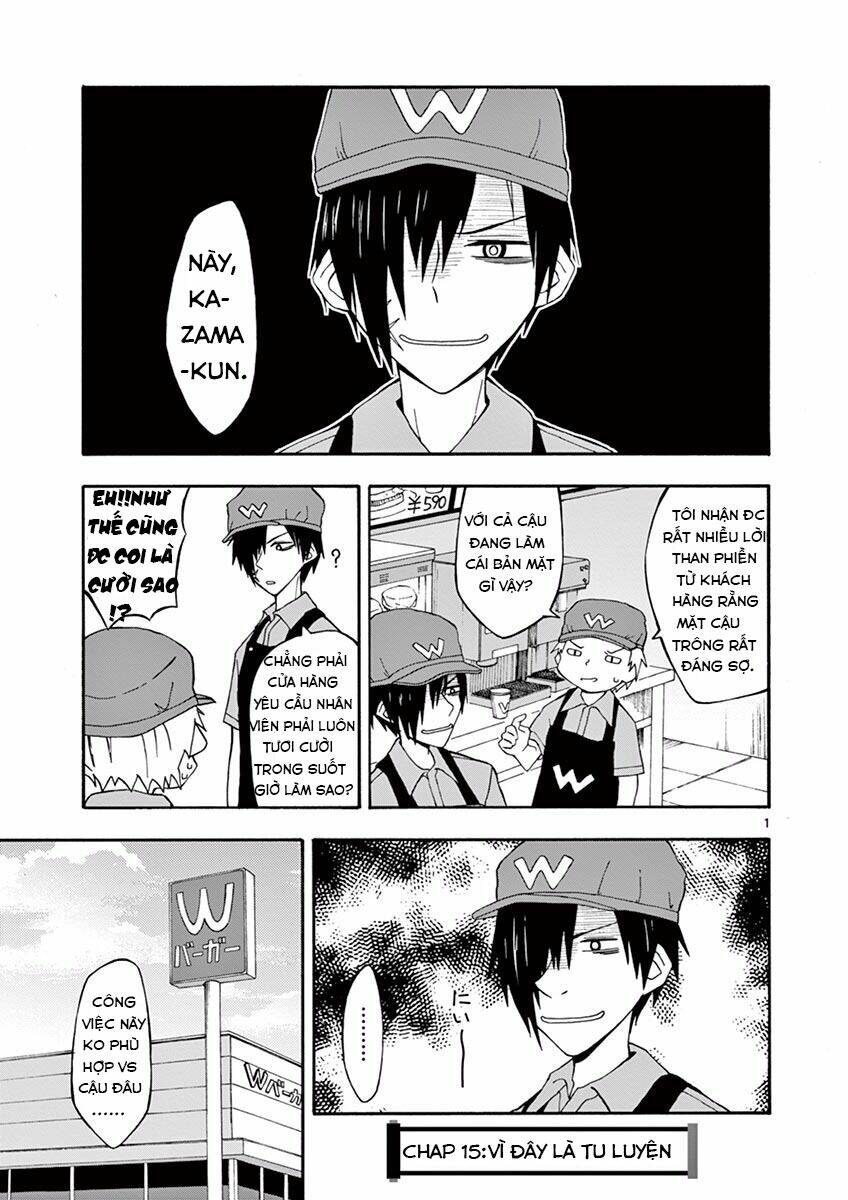 W
NÀY,
KA-
ZAMA
-KUN.
TÔI NHẬN ĐC
RẤT NHIỀU LỜI
THAN PHIỀN
TỪ KHÁCH
HÀNG RẰNG
MẶT CẬU
TRÔNG RẤT
ĐÁNG SỢ.
¥590
VỚI CẢ CẬU
ĐANG LÀM
CÁI BẢN MẶT
GÌ VẬY?
W
W
W
W
?
W
CHẲNG PHẢI
CỬA HÀNG
YÊU CẦU NHÂN
VIÊN PHẢI LUÔN
TƯƠI CƯỜI
TRONG SUỐT
GIỜ LÀM SAO?
EH!!NHƯ
THẾ CŨNG
ĐC COI LÀ
CƯỜI SAO
!?
1
W
にぃー
........
W
バーガー
Wバーガ
CÔNG
VIỆC NÀY
KO PHÙ
HỢP VS
CẬU ĐÂU
......
CHAP 15:VÌ ĐÂY LÀ TU LUYỆN